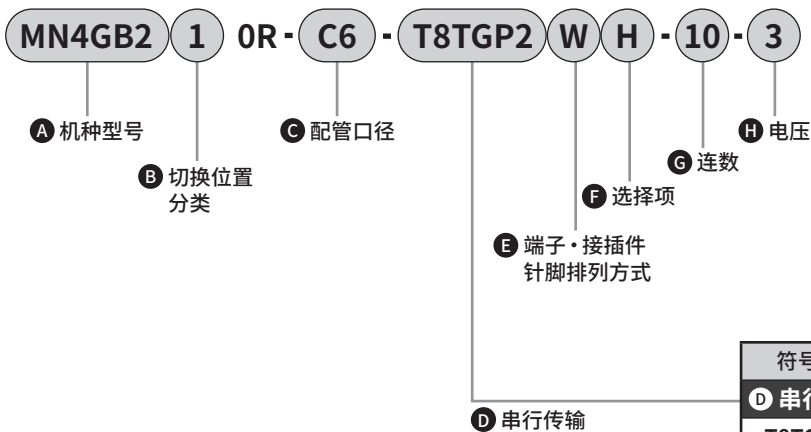 MN4GB2 1 0R - C6 - T8TGP2 W H - 10 - 3
A 机种型号
B 切换位置
分类
C 配管口径
H 电压
G 连数
F 选择项
E 端子・接插件
针脚排列方式
D 串行传输
符号
D 串行